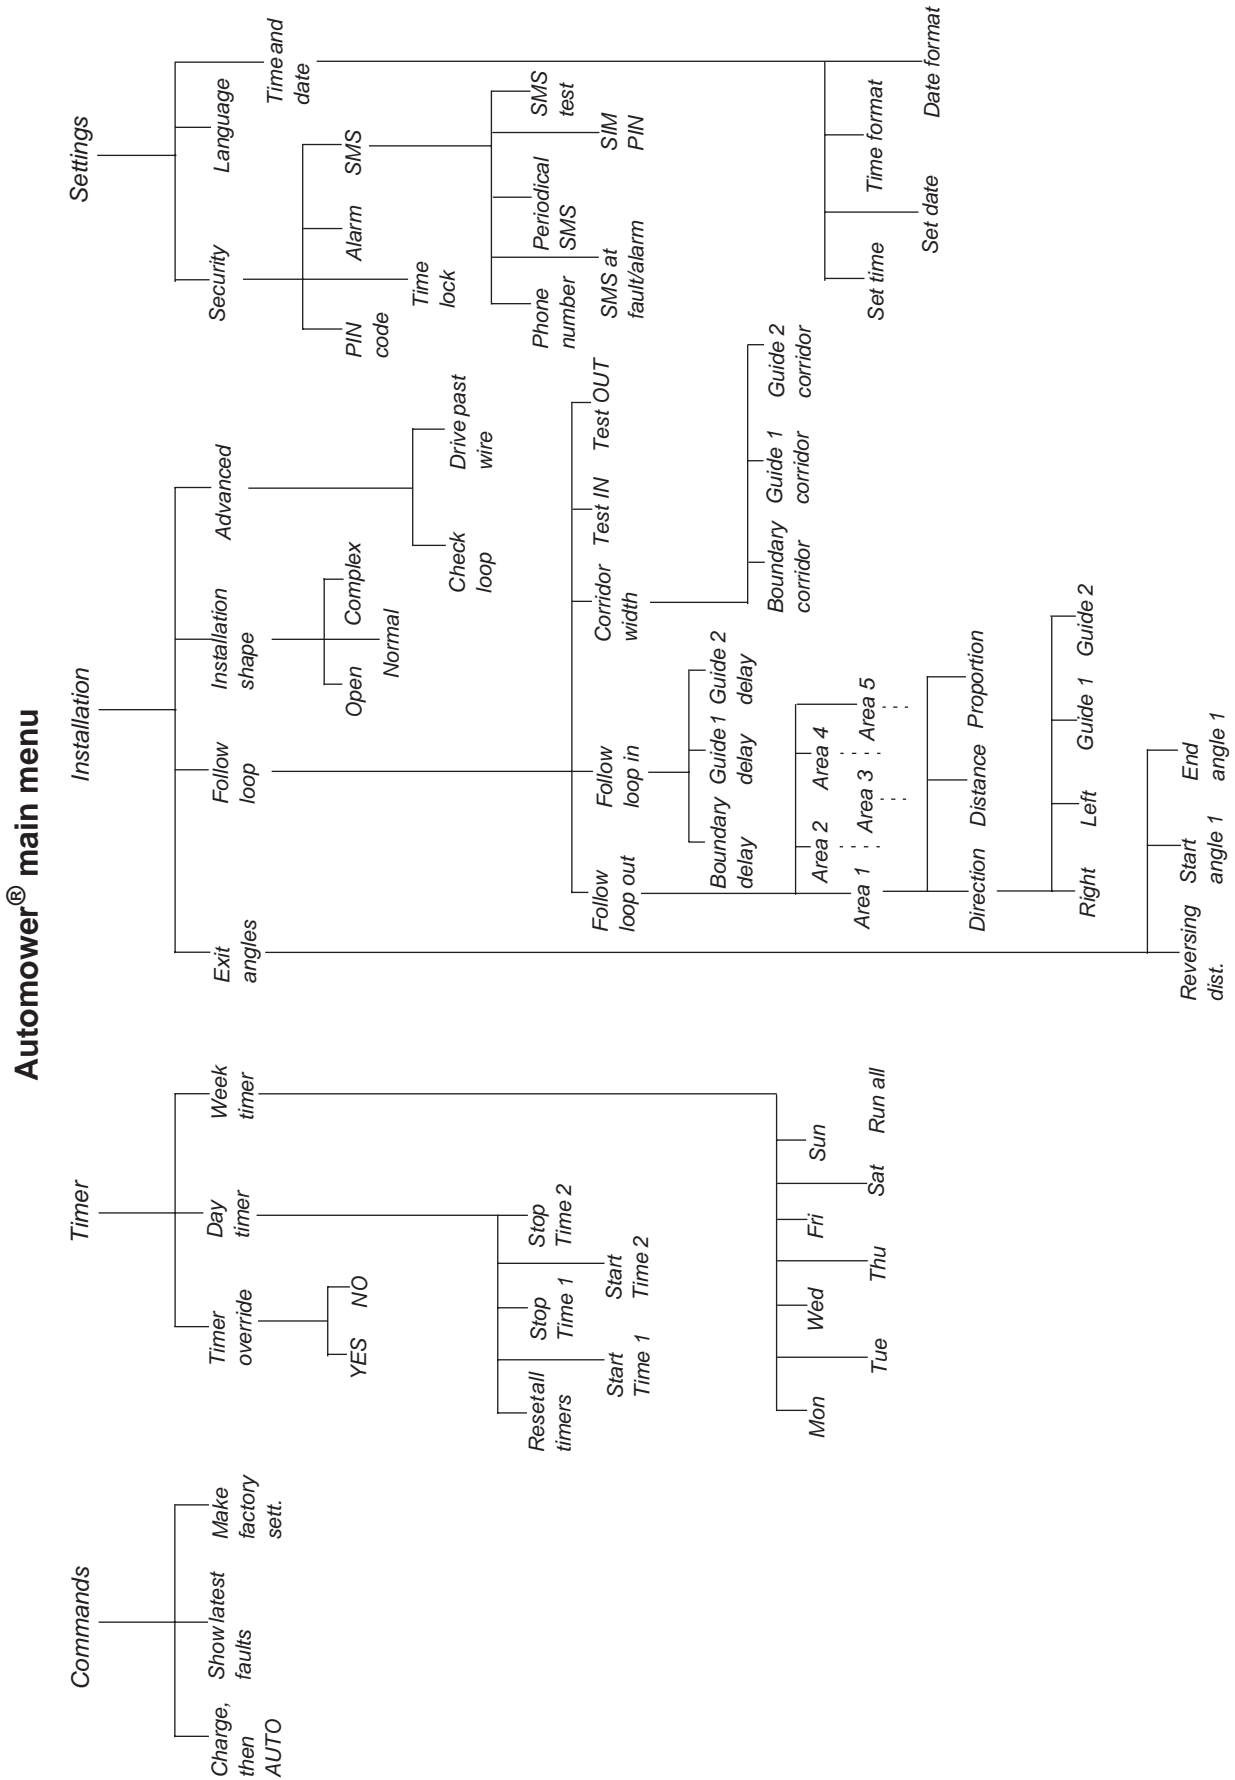 Automower® main menu
Commands
Timer
Installation
Settings
Charge,
then
AUTO
Show latest
faults
Make
factory
sett.
Timer
override
Day
timer
Week
timer
Exit
angles
Follow
loop
Installation
shape
Advanced
Security
Language
Time and
date
YES
NO
Open
Normal
Complex
PIN
code
Time
lock
Alarm
SMS
Check
loop
Drive past
wire
Reset all
timers
Start
Time 1
Stop
Time 1
Start
Time 2
Stop
Time 2
Phone
number
SMS at
fault/alarm
Periodical
SMS
SIM
PIN
SMS
test
Follow
loop out
Follow
loop in
Corridor
width
Test IN
Test OUT
Boundary
delay
Guide 1
delay
Guide 2
delay
Boundary
corridor
Guide 1
corridor
Guide 2
corridor
Mon
Tue
Wed
Thu
Fri
Sat
Sun
Run all
Area 1
Area 2
Area 3
Area 4
Area 5
Set time
Set date
Time format
Date format
Direction
Distance
Proportion
Right
Left
Guide 1
Guide 2
Reversing
dist.
Start
angle 1
End
angle 1